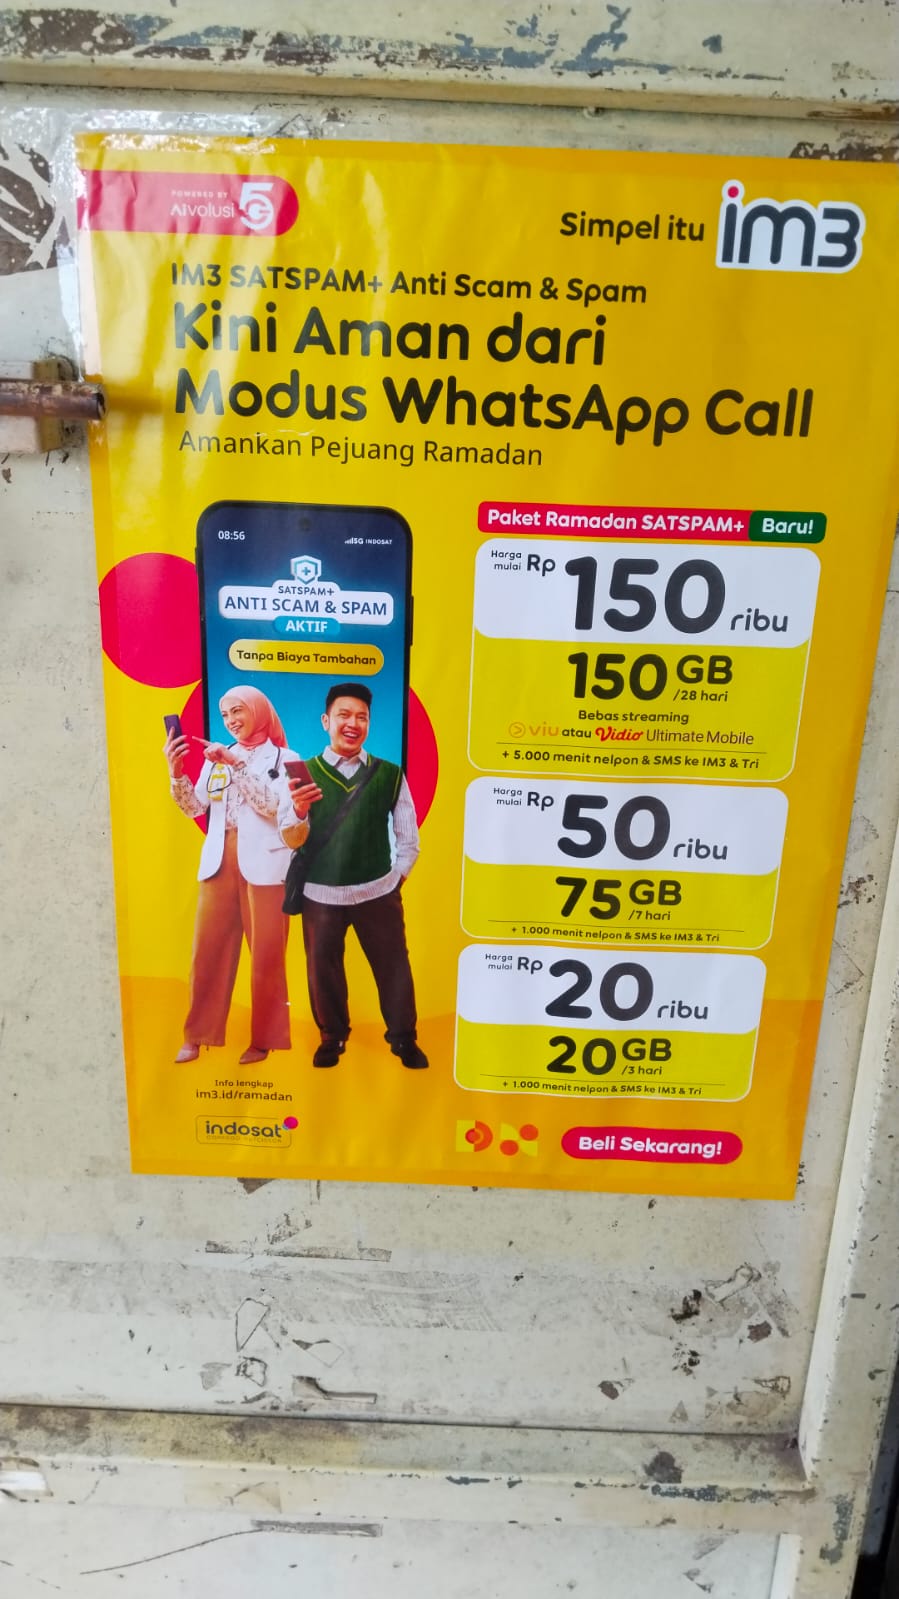 POWERED BY
AIvolusi 5G
Simpel itu im3
IM3 SATSPAM+ Anti Scam & Spam
Kini Aman dari
Modus WhatsApp Call
Amankan Pejuang Ramadan
08:56
5G INDOSAT
SATSPAM+
ANTI SCAM & SPAM
AKTIF
Tanpa Biaya Tambahan
Paket Ramadan SATSPAM+ Baru!
Harga mulai Rp 150 ribu
150 GB /28 hari
Bebas streaming
viu atau Vidio Ultimate Mobile
+ 5.000 menit nelpon & SMS ke IM3 & Tri
Harga mulai Rp 50 ribu
75 GB /7 hari
+ 1.000 menit nelpon & SMS ke IM3 & Tri
Harga mulai Rp 20 ribu
20 GB /3 hari
+ 1.000 menit nelpon & SMS ke IM3 & Tri
Info lengkap
im3.id/ramadan
indosat
OOREDOO HUTCHISON
Beli Sekarang!